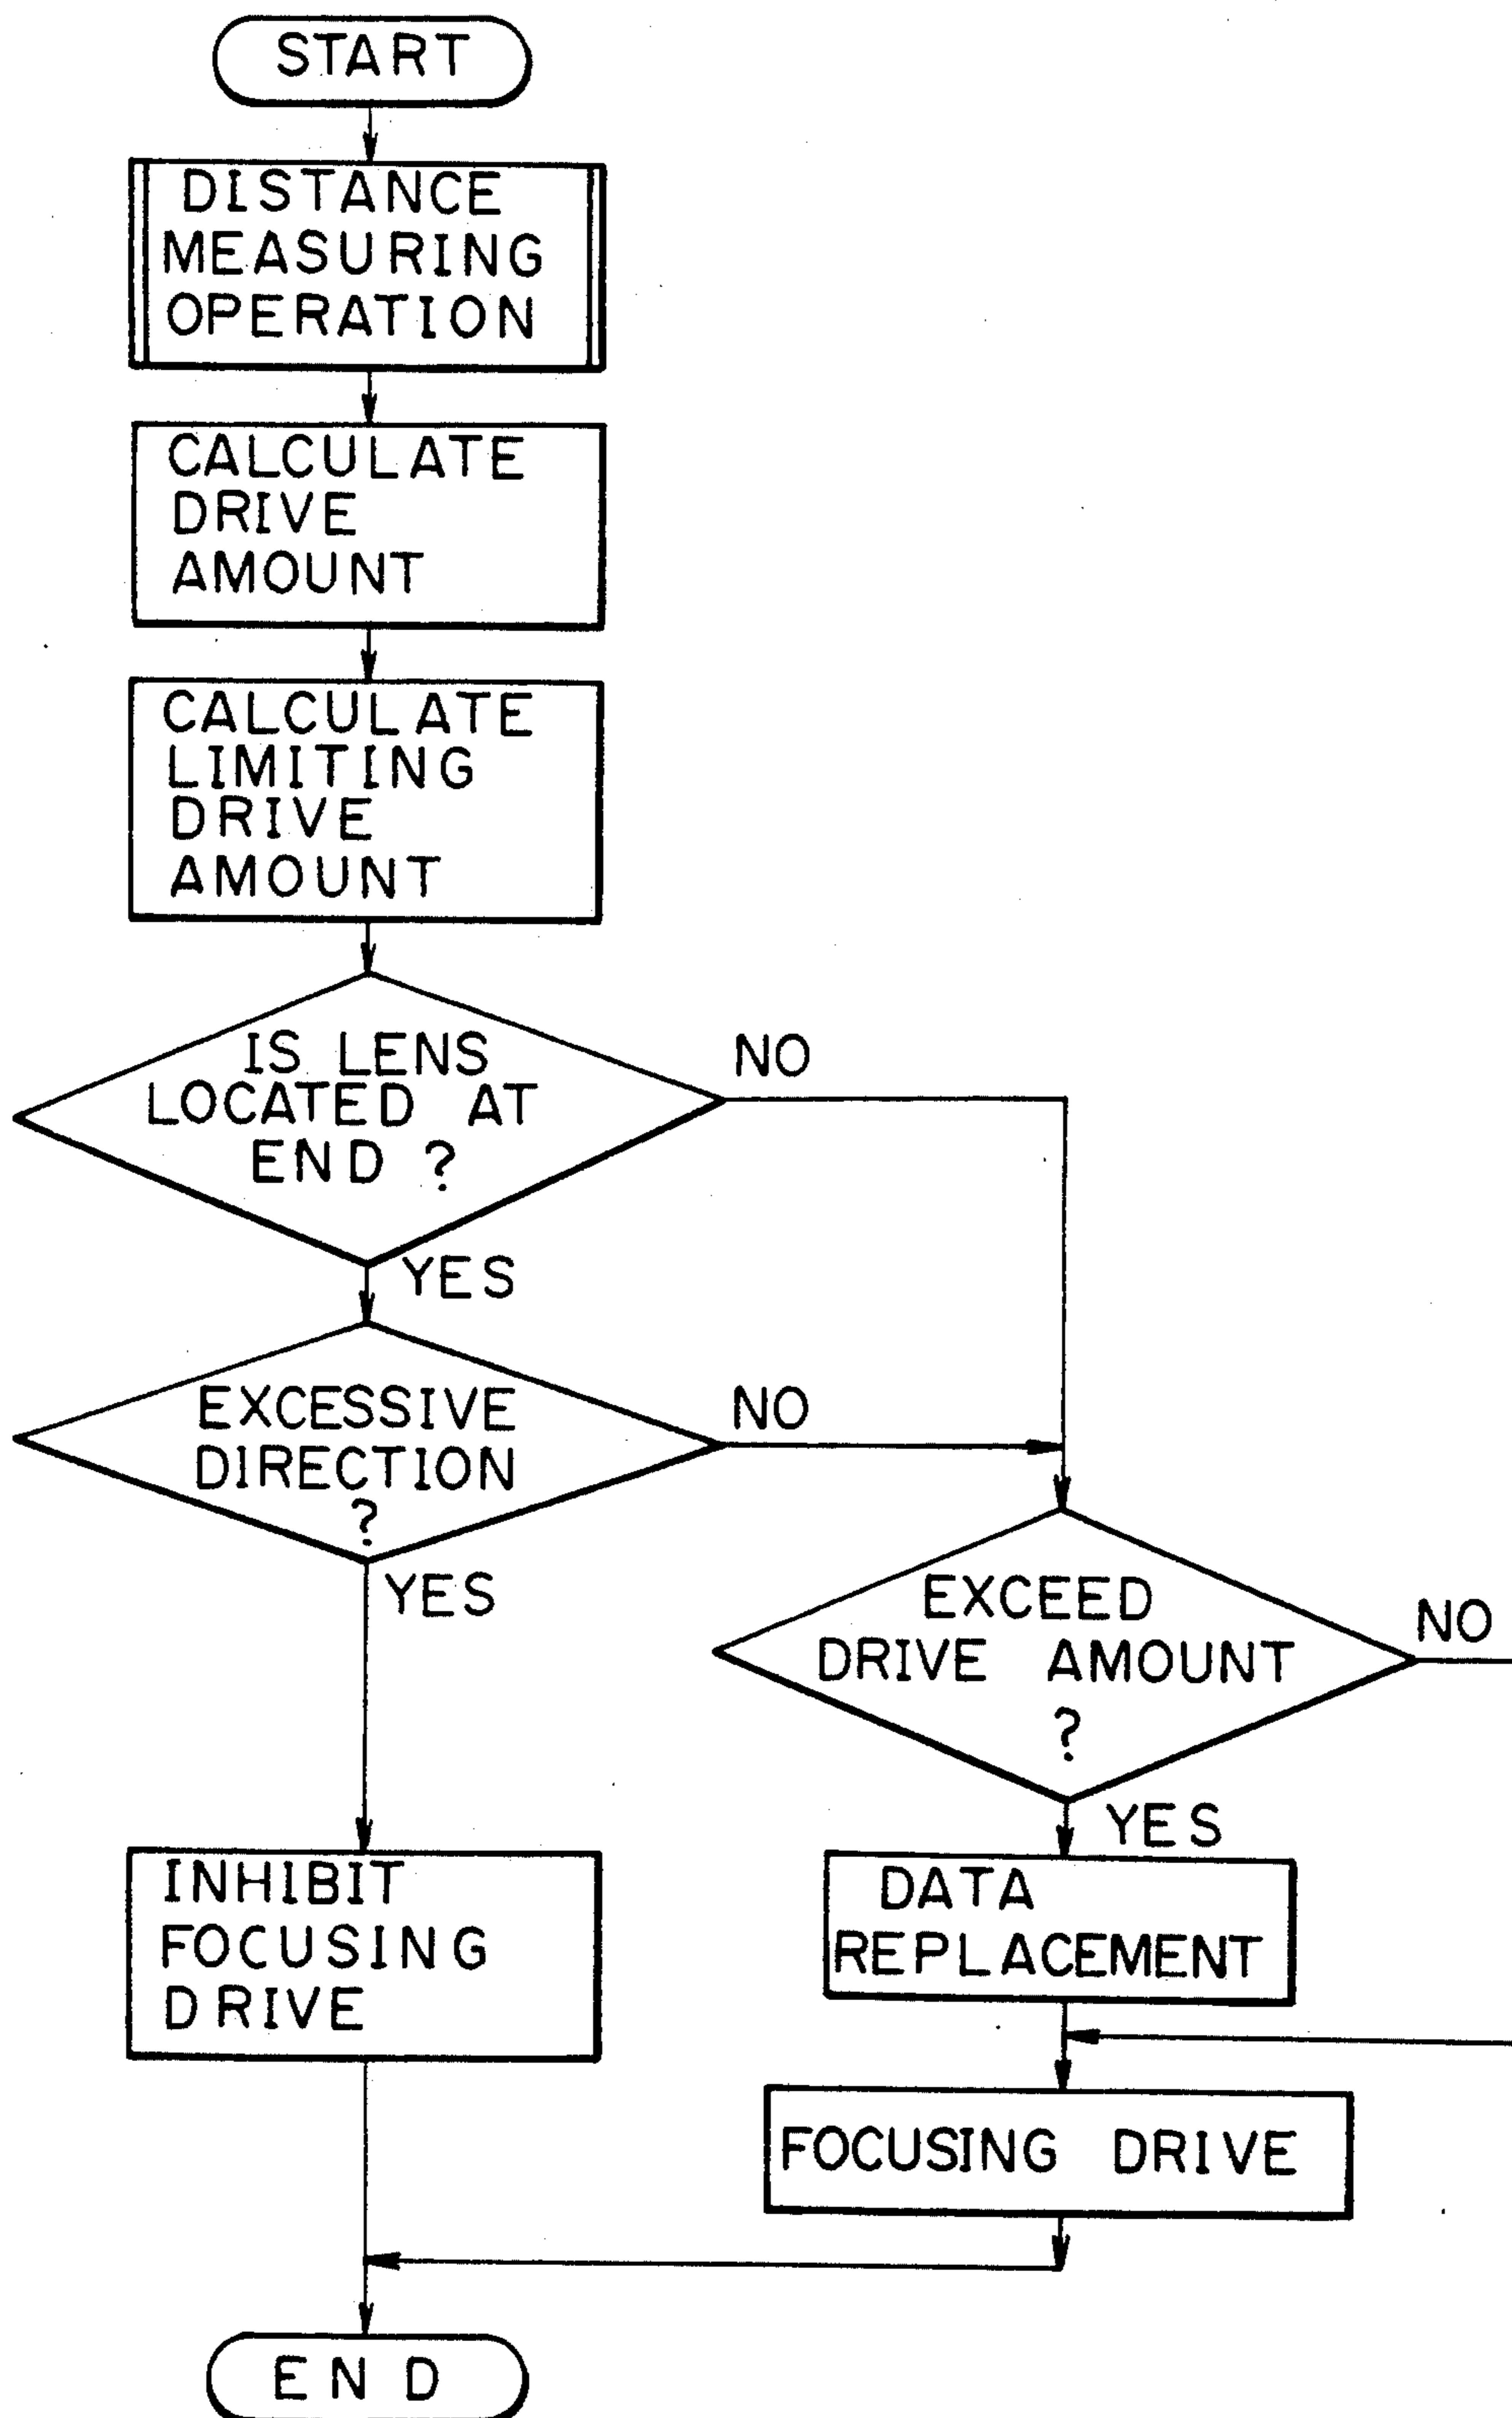 START
DISTANCE
MEASURING
OPERATION
CALCULATE
DRIVE
AMOUNT
CALCULATE
LIMITING
DRIVE
AMOUNT
IS LENS
LOCATED AT
END ?
NO
YES
EXCESSIVE
DIRECTION
?
NO
YES
EXCEED
DRIVE AMOUNT
?
NO
YES
INHIBIT
FOCUSING
DRIVE
DATA
REPLACEMENT
FOCUSING DRIVE
END